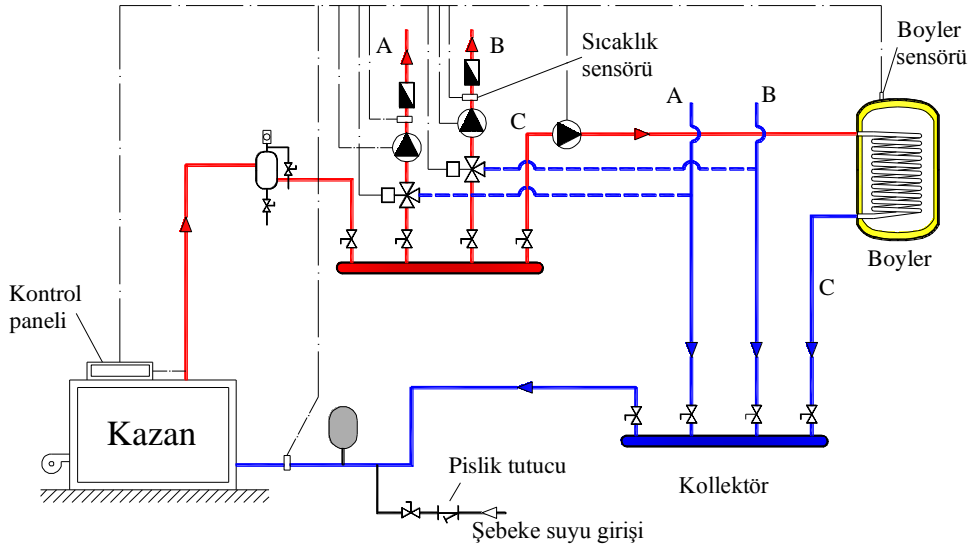 A
B
Sıcaklık
sensörü
Boyler
sensörü
A
B
C
Boyler
C
Kontrol
paneli
Kazan
Pislik tutucu
Kollektör
Şebeke suyu girişi